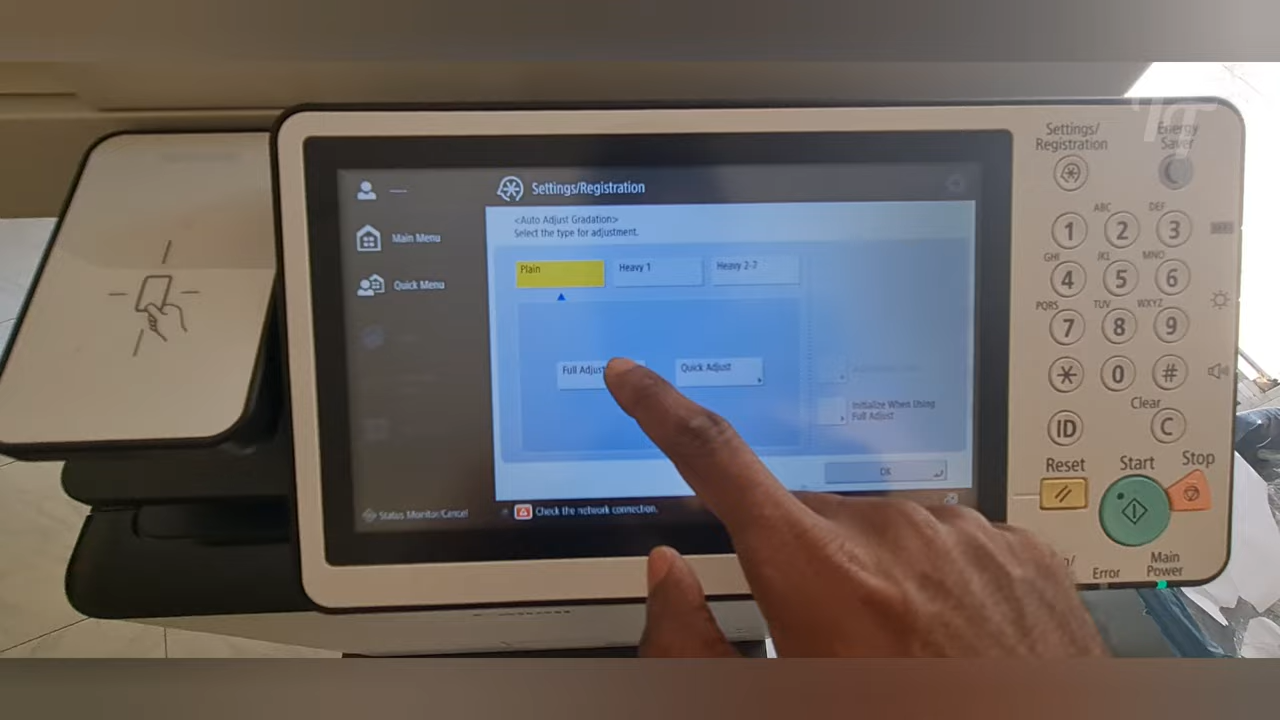 TT
Settings/
Registration
Energy
Saver
Settings/Registration
<Auto Adjust Gradation>
Select the type for adjustment.
Main Menu
Quick Menu
Plain
Heavy 1
Heavy 2-7
Full Adjust
Quick Adjust
Initialize When Using
Full Adjust
OK
Status Monitor/Cancel
Check the network connection.
ABC
DEF
1
2
3
GHI
JKL
MNO
4
5
6
PQRS
TUV
WXYZ
7
8
9
0
#
Clear
ID
C
Reset
Start
Stop
Error
Main
Power